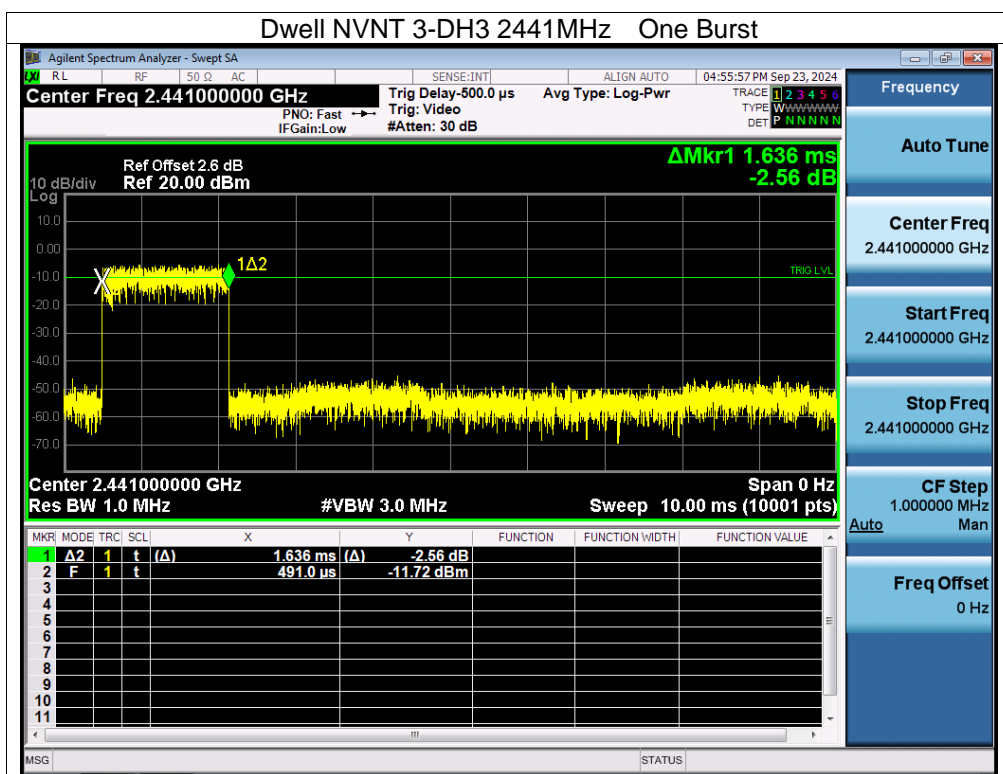 Dwell NVNT 3-DH3 2441MHz One Burst
Agilent Spectrum Analyzer - Swept SA
LXI RL RF 50 Ω AC SENSE:INT ALIGN AUTO 04:55:57 PM Sep 23, 2024
Center Freq 2.441000000 GHz
PNO: Fast
IFGain:Low
Trig Delay-500.0 µs
Trig: Video
#Atten: 30 dB
Avg Type: Log-Pwr
TRACE 1 2 3 4 5 6
TYPE WWWWWWW
DET P N N N N N
ΔMkr1 1.636 ms
-2.56 dB
Ref Offset 2.6 dB
10 dB/div Ref 20.00 dBm
Log
10.0
0.00
-10.0
-20.0
-30.0
-40.0
-50.0
-60.0
-70.0
1Δ2
TRIG LVL
Center 2.441000000 GHz Span 0 Hz
Res BW 1.0 MHz #VBW 3.0 MHz Sweep 10.00 ms (10001 pts)
MKR MODE TRC SCL X Y FUNCTION FUNCTION WIDTH FUNCTION VALUE
1 Δ2 1 t (Δ) 1.636 ms (Δ) -2.56 dB
2 F 1 t 491.0 µs -11.72 dBm
3
4
5
6
7
8
9
10
11
MSG STATUS
Frequency
Auto Tune
Center Freq
2.441000000 GHz
Start Freq
2.441000000 GHz
Stop Freq
2.441000000 GHz
CF Step
1.000000 MHz
Auto Man
Freq Offset
0 Hz